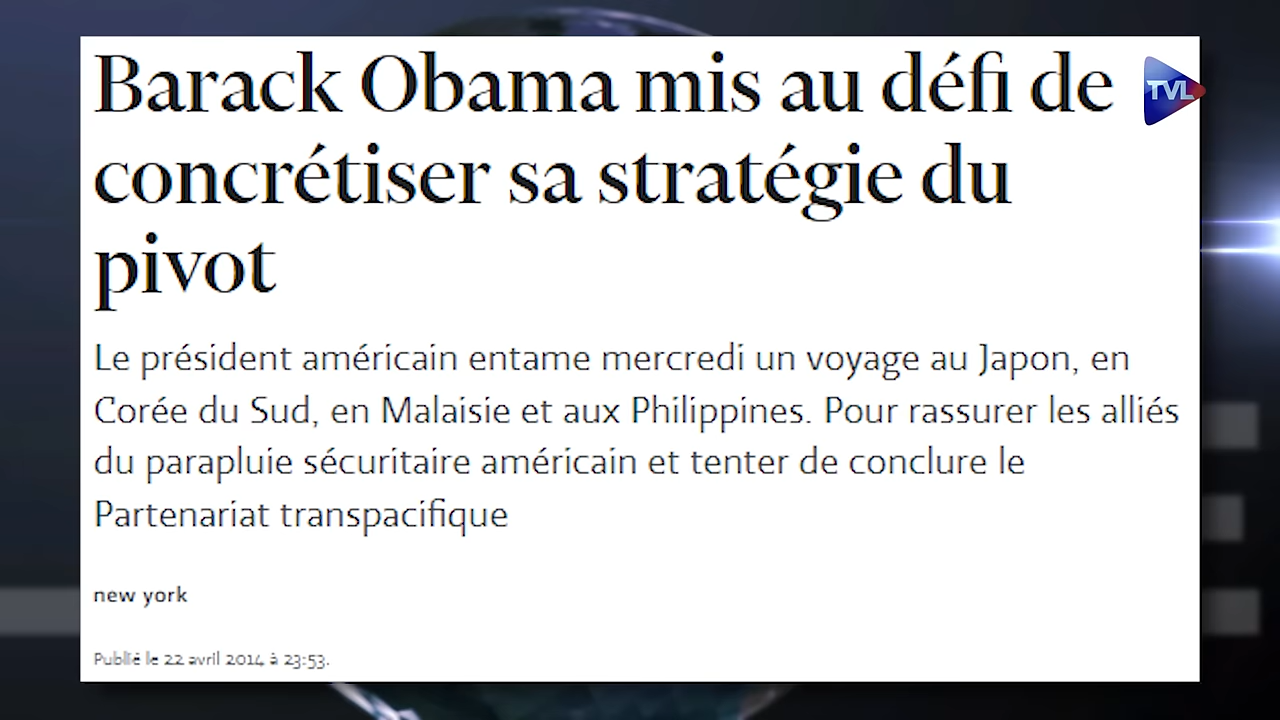 Barack Obama mis au défi de
concrétiser sa stratégie du
pivot
TVL
Le président américain entame mercredi un voyage au Japon, en
Corée du Sud, en Malaisie et aux Philippines. Pour rassurer les alliés
du parapluie sécuritaire américain et tenter de conclure le
Partenariat transpacifique
new york
Publié le 22 avril 2014 à 23:53.